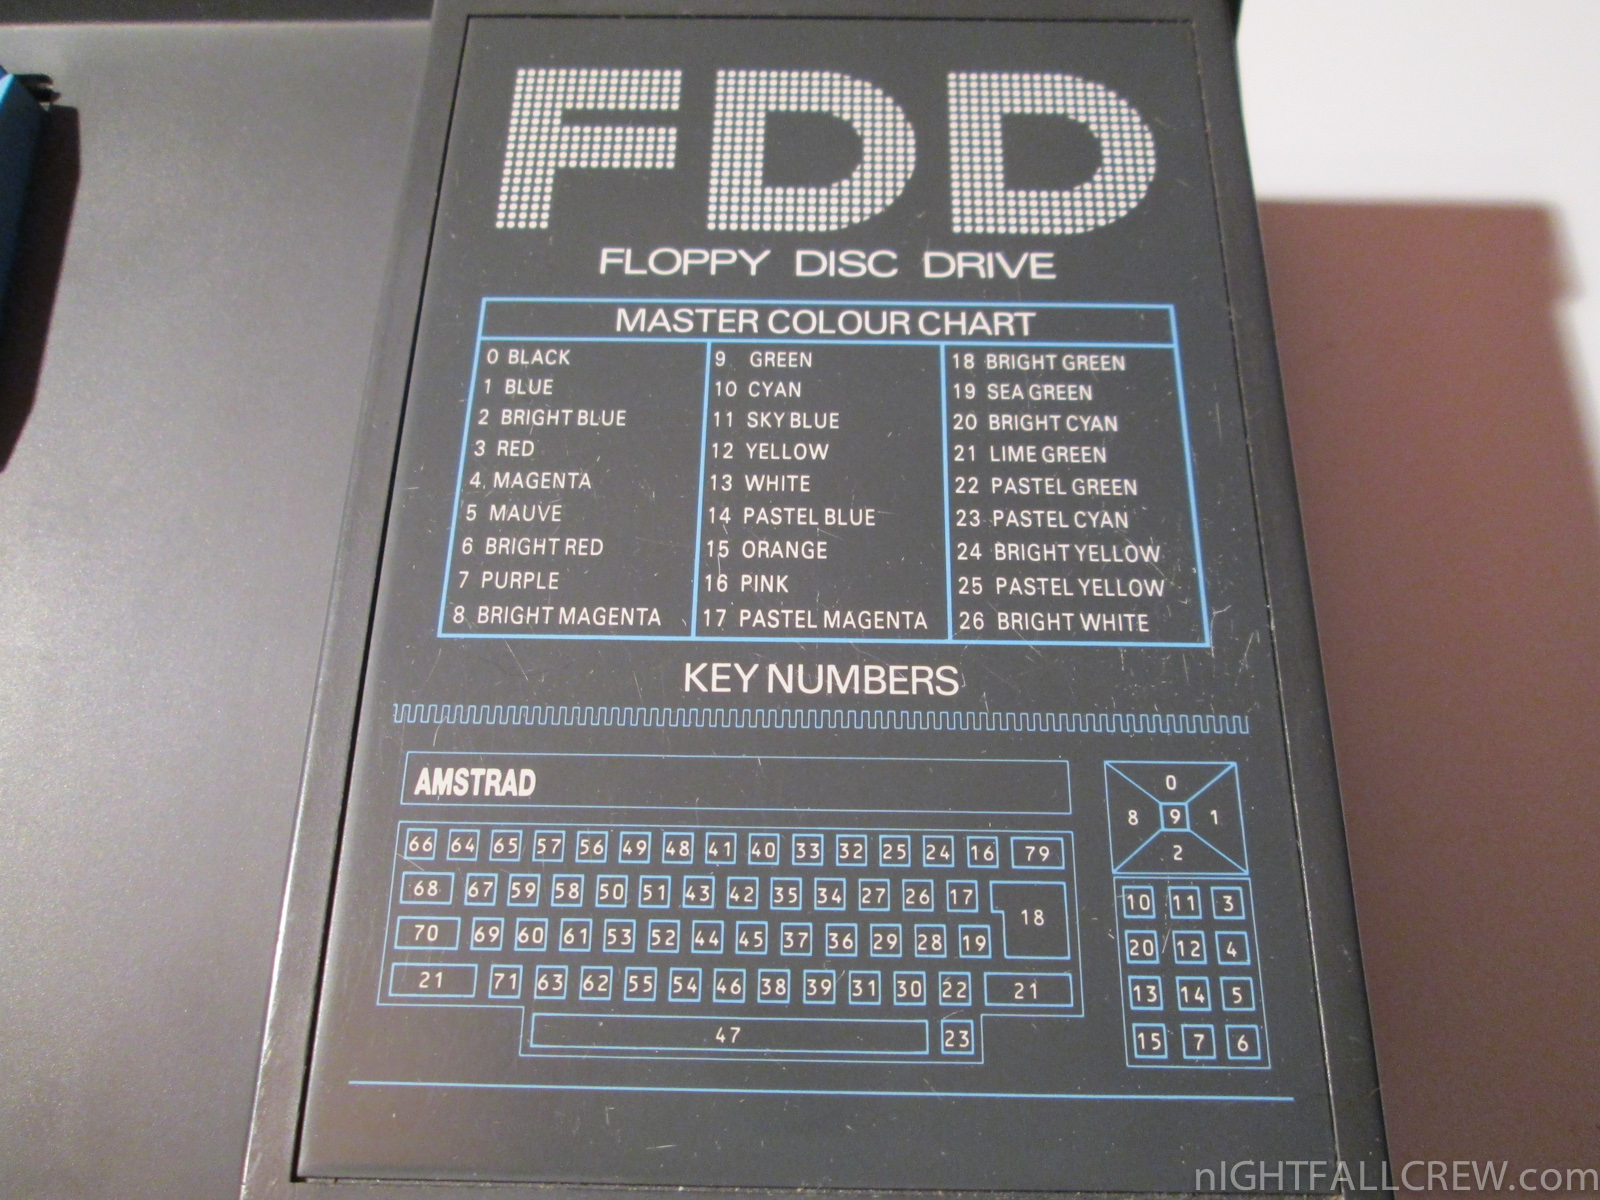 FDD
FLOPPY DISC DRIVE
MASTER COLOUR CHART
0 BLACK
1 BLUE
2 BRIGHT BLUE
3 RED
4 MAGENTA
5 MAUVE
6 BRIGHT RED
7 PURPLE
8 BRIGHT MAGENTA
9 GREEN
10 CYAN
11 SKY BLUE
12 YELLOW
13 WHITE
14 PASTEL BLUE
15 ORANGE
16 PINK
17 PASTEL MAGENTA
18 BRIGHT GREEN
19 SEA GREEN
20 BRIGHT CYAN
21 LIME GREEN
22 PASTEL GREEN
23 PASTEL CYAN
24 BRIGHT YELLOW
25 PASTEL YELLOW
26 BRIGHT WHITE
KEY NUMBERS
AMSTRAD
66 64 65 57 56 49 48 41 40 33 32 25 24 16 79
68 67 59 58 50 51 43 42 35 34 27 26 17 18
70 69 60 61 53 52 44 45 37 36 29 28 19
21 71 63 62 55 54 46 38 39 31 30 22 21
47 23
0
8 9 1
2
10 11 3
20 12 4
13 14 5
15 7 6
nIGHTFALLCREW.com